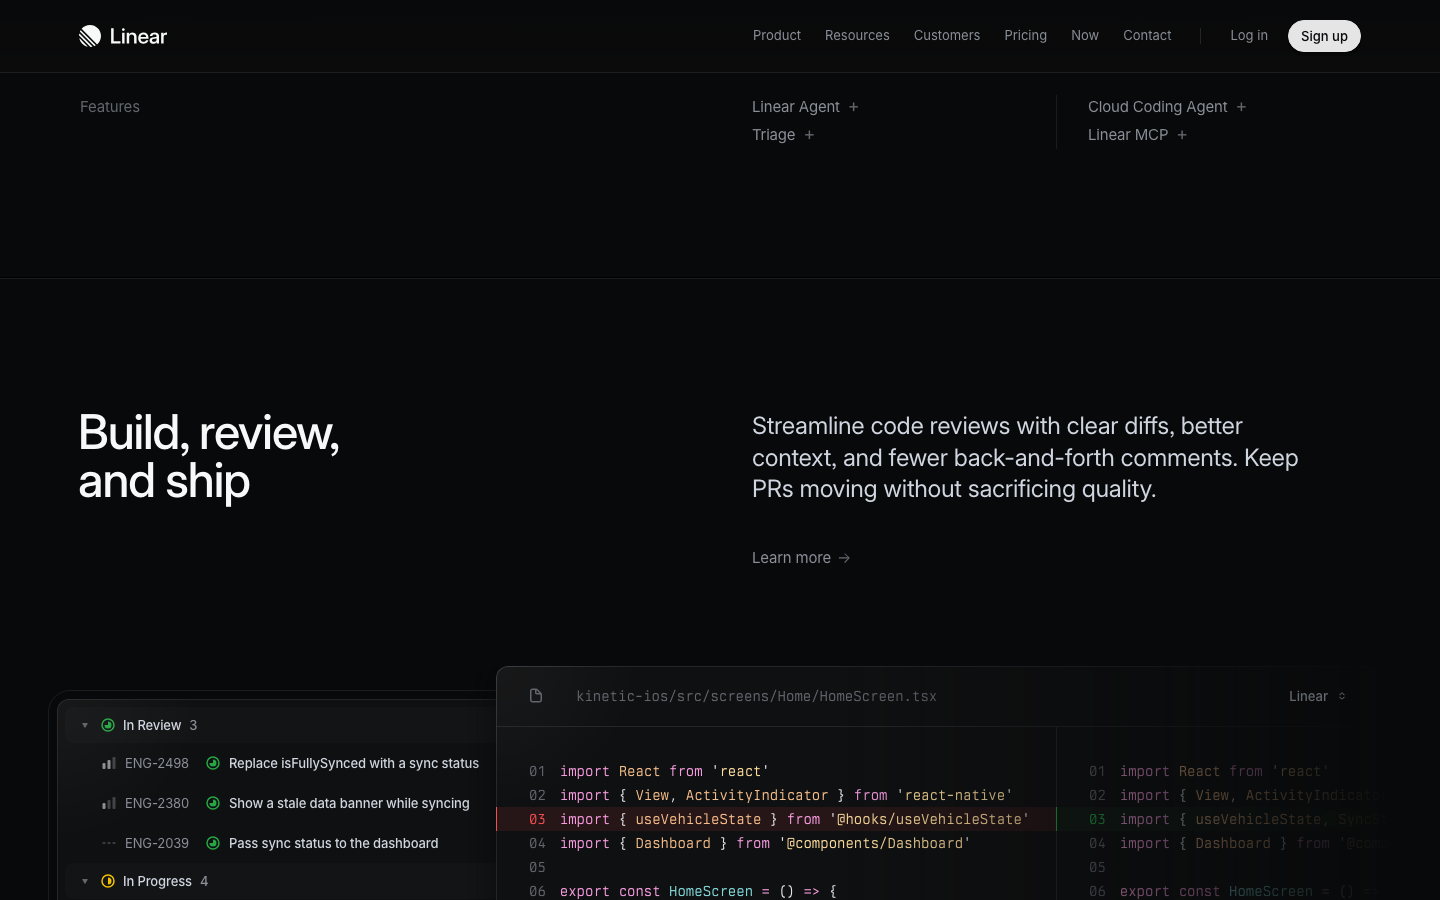 Linear
Product Resources Customers Pricing Now Contact Log in Sign up
Features
Linear Agent +
Triage +
Cloud Coding Agent +
Linear MCP +
Build, review,
and ship
Streamline code reviews with clear diffs, better
context, and fewer back-and-forth comments. Keep
PRs moving without sacrificing quality.
Learn more →
In Review 3
ENG-2498 Replace isFullySynced with a sync status
ENG-2380 Show a stale data banner while syncing
ENG-2039 Pass sync status to the dashboard
In Progress 4
kinetic-ios/src/screens/Home/HomeScreen.tsx
Linear
01 import React from 'react'
02 import { View, ActivityIndicator } from 'react-native'
03 import { useVehicleState } from '@hooks/useVehicleState'
04 import { Dashboard } from '@components/Dashboard'
05
06 export const HomeScreen = () => {
01 import React from 'react'
02 import { View, ActivityIndicator
03 import { useVehicleState,
04 import { Dashboard } from
05
06 export const HomeScreen = () =>